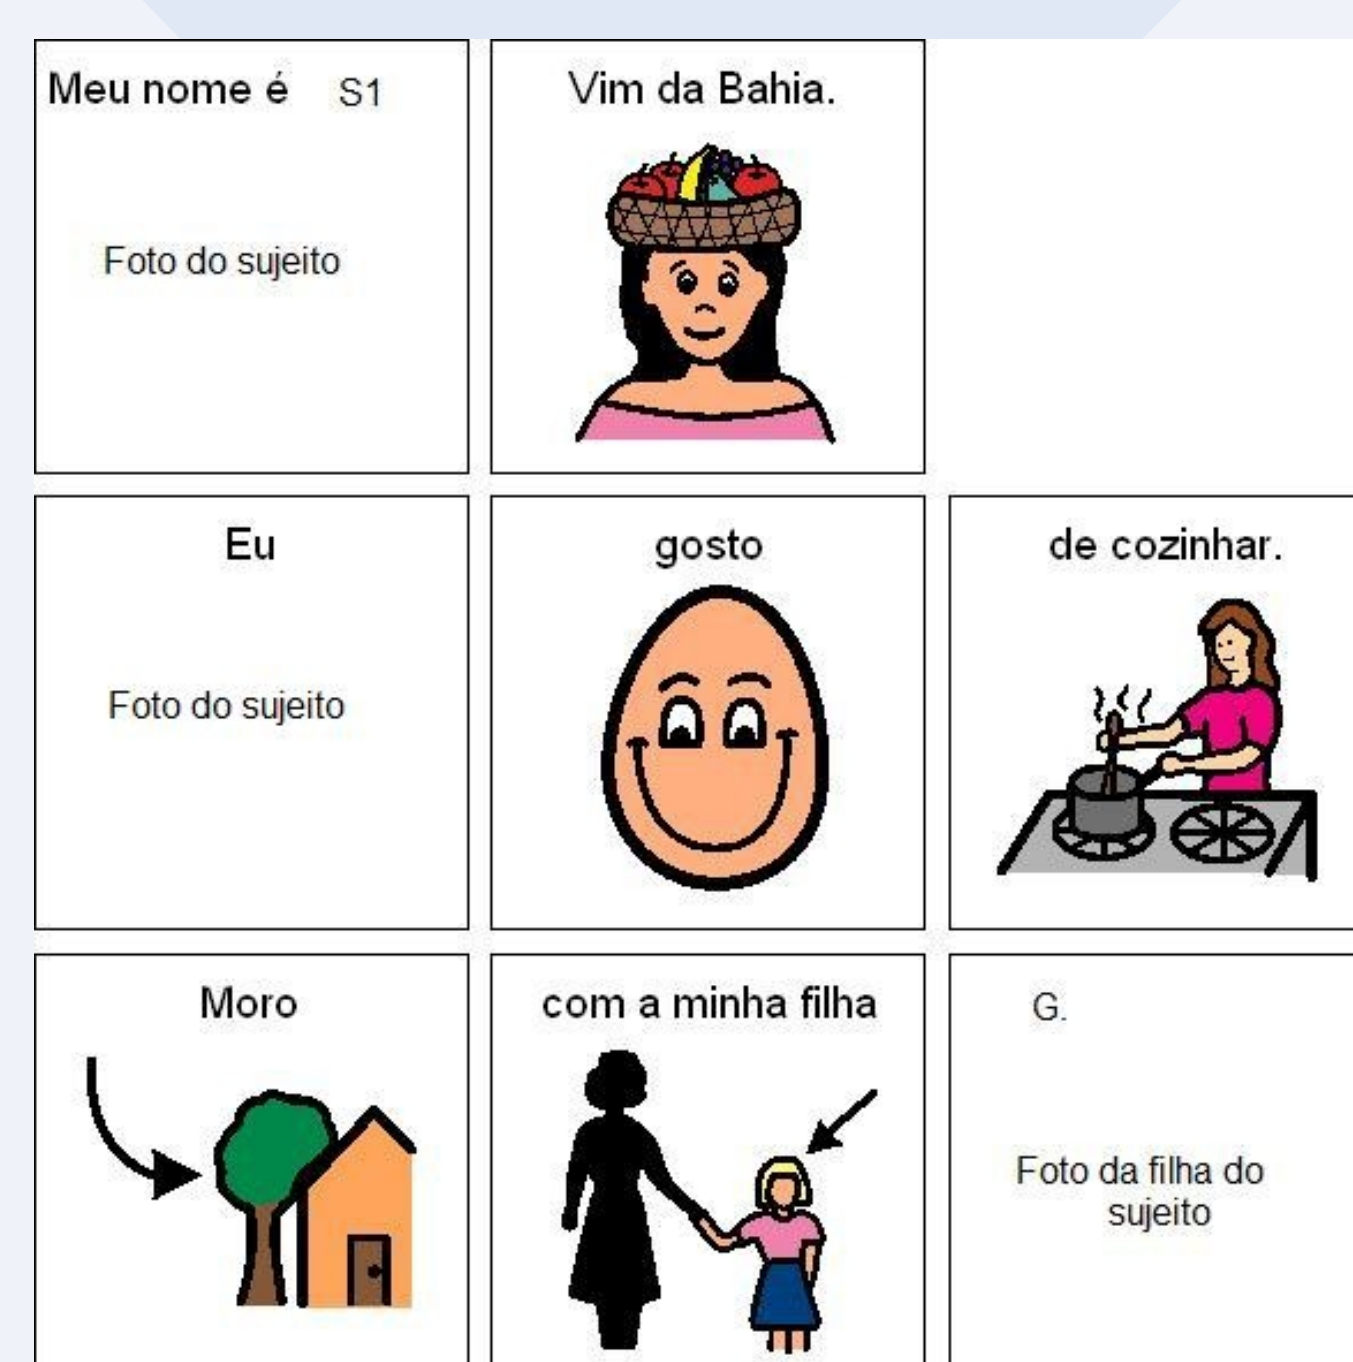 Meu nome é S1
Foto do sujeito
Vim da Bahia.
Eu
Foto do sujeito
gosto
de cozinhar.
Moro
com a minha filha
G.
Foto da filha do
sujeito